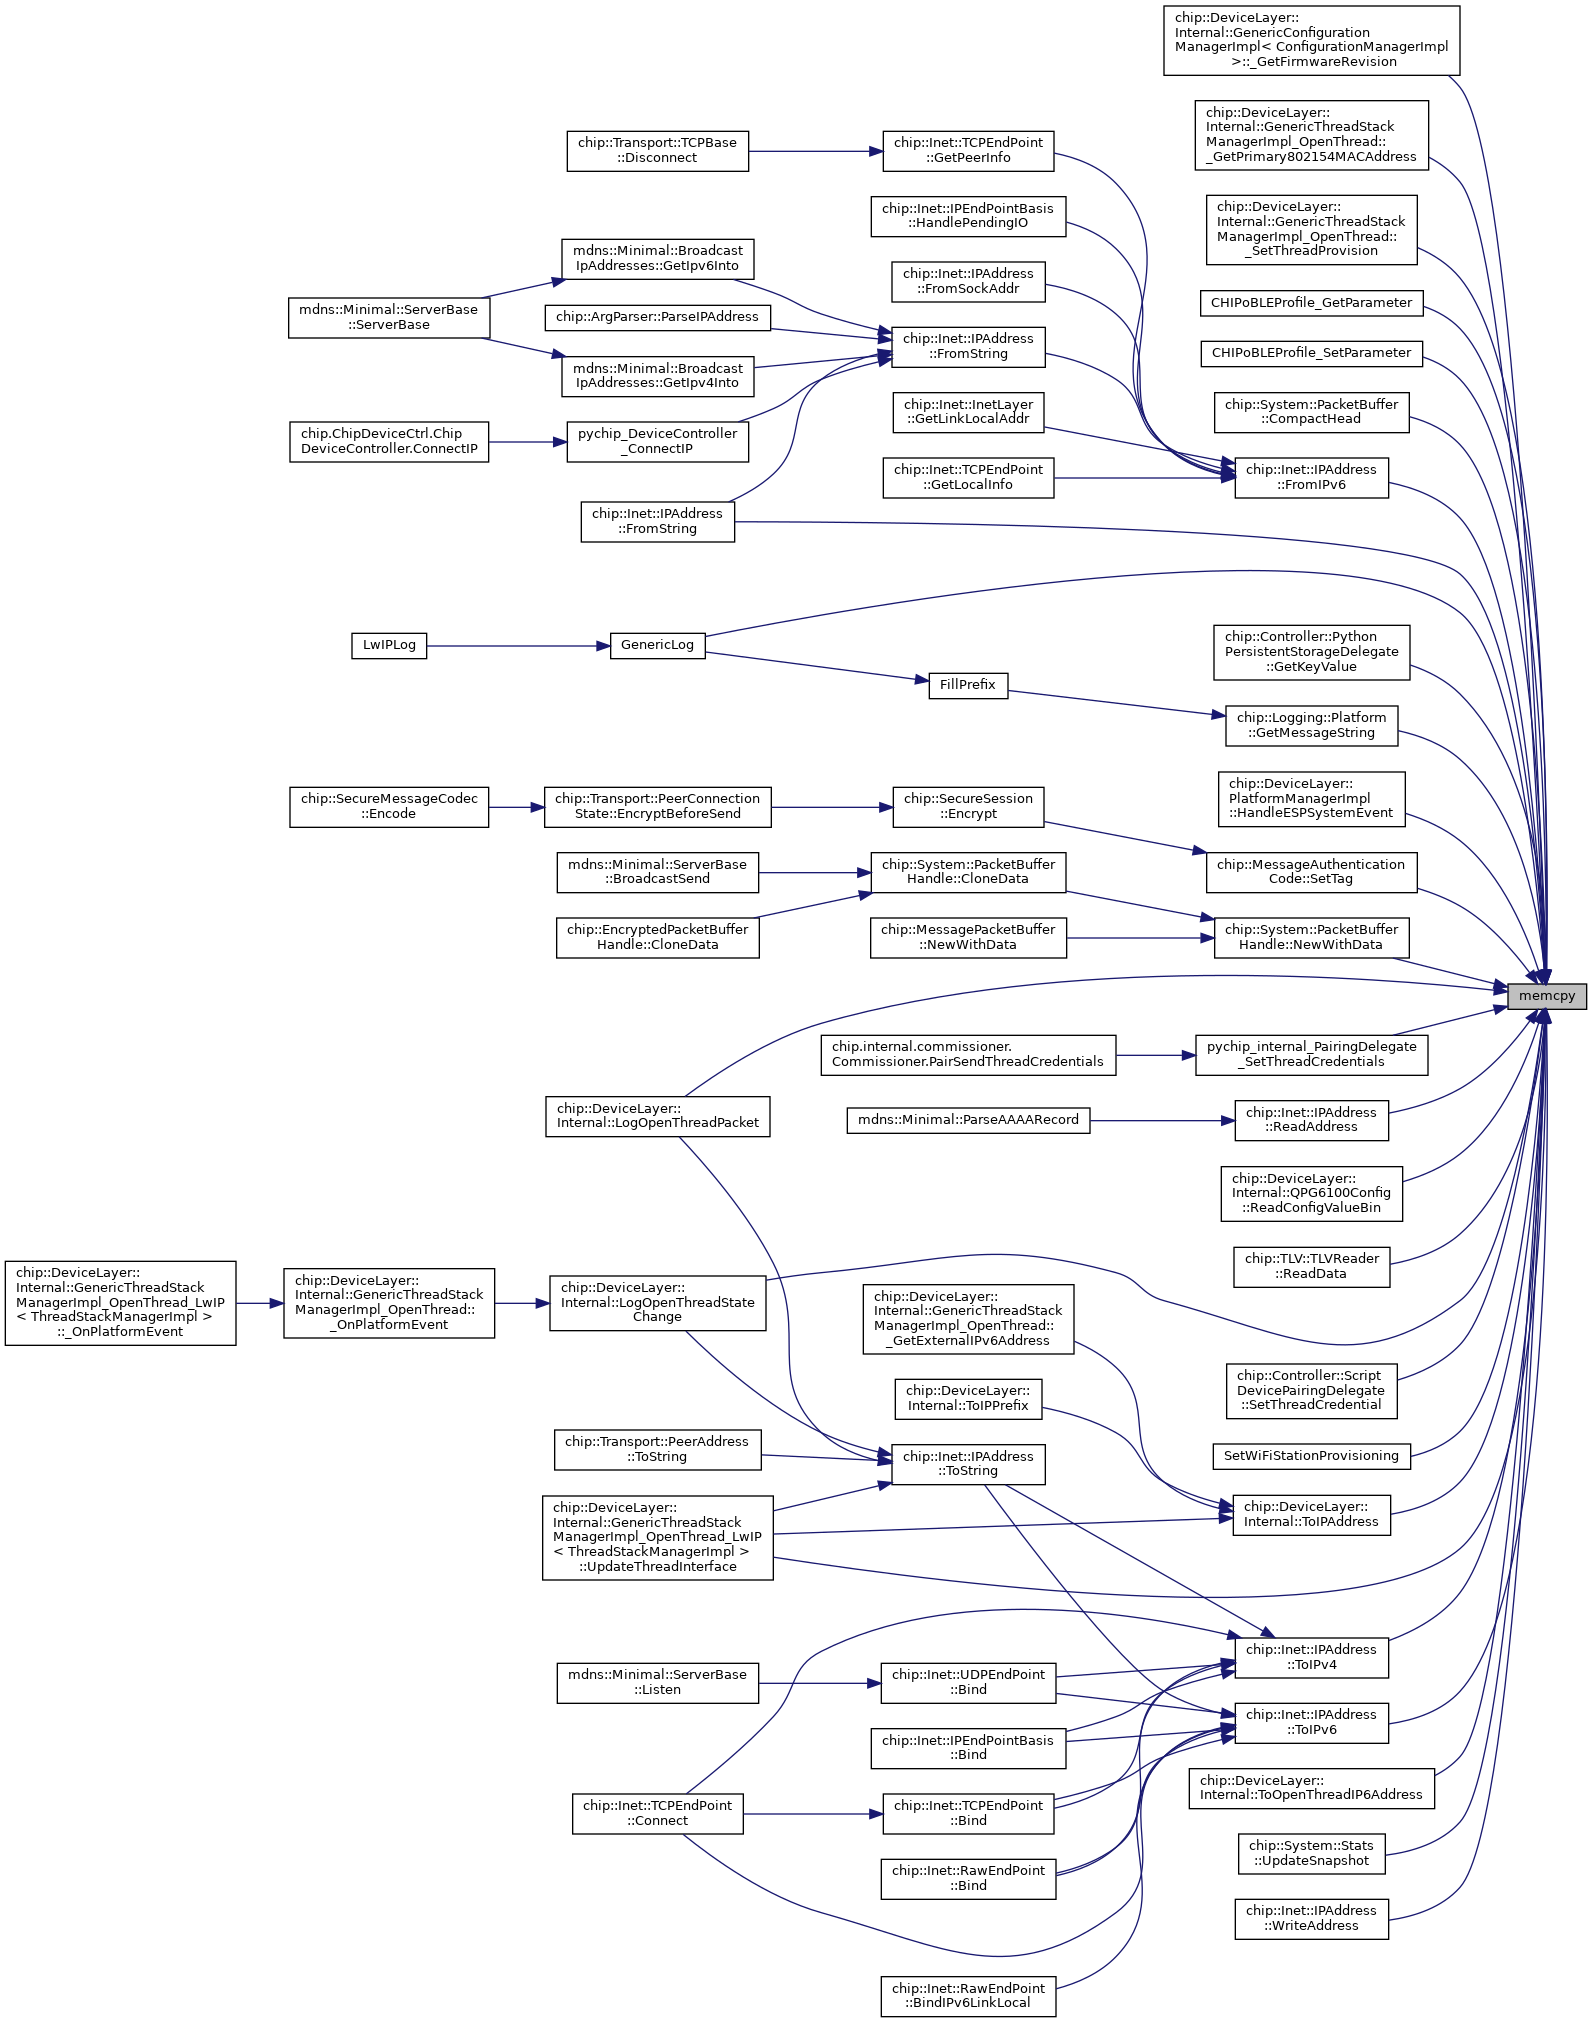 chip::DeviceLayer::
Internal::GenericConfiguration
ManagerImpl< ConfigurationManagerImpl
>::_GetFirmwareRevision
chip::DeviceLayer::
Internal::GenericThreadStack
ManagerImpl_OpenThread::
_GetPrimary802154MACAddress
chip::Transport::TCPBase
::Disconnect
chip::Inet::TCPEndPoint
::GetPeerInfo
chip::Inet::IPEndPointBasis
::HandlePendingIO
chip::DeviceLayer::
Internal::GenericThreadStack
ManagerImpl_OpenThread::
_SetThreadProvision
mdns::Minimal::Broadcast
IpAddresses::GetIpv6Into
chip::Inet::IPAddress
::FromSockAddr
mdns::Minimal::ServerBase
::ServerBase
chip::ArgParser::ParseIPAddress
CHIPoBLEProfile_GetParameter
chip::Inet::IPAddress
::FromString
CHIPoBLEProfile_SetParameter
mdns::Minimal::Broadcast
IpAddresses::GetIpv4Into
chip::Inet::InetLayer
::GetLinkLocalAddr
chip::System::PacketBuffer
::CompactHead
chip.ChipDeviceCtrl.Chip
DeviceController.ConnectIP
pychip_DeviceController
_ConnectIP
chip::Inet::TCPEndPoint
::GetLocalInfo
chip::Inet::IPAddress
::FromIPv6
chip::Inet::IPAddress
::FromString
LwIPLog
GenericLog
chip::Controller::Python
PersistentStorageDelegate
::GetKeyValue
FillPrefix
chip::Logging::Platform
::GetMessageString
chip::SecureMessageCodec
::Encode
chip::Transport::PeerConnection
State::EncryptBeforeSend
chip::SecureSession
::Encrypt
chip::DeviceLayer::
PlatformManagerImpl
::HandleESPSystemEvent
mdns::Minimal::ServerBase
::BroadcastSend
chip::System::PacketBuffer
Handle::CloneData
chip::MessageAuthentication
Code::SetTag
chip::EncryptedPacketBuffer
Handle::CloneData
chip::MessagePacketBuffer
::NewWithData
chip::System::PacketBuffer
Handle::NewWithData
memcpy
chip.internal.commissioner.
Commissioner.PairSendThreadCredentials
pychip_internal_PairingDelegate
_SetThreadCredentials
chip::DeviceLayer::
Internal::LogOpenThreadPacket
mdns::Minimal::ParseAAAARecord
chip::Inet::IPAddress
::ReadAddress
chip::DeviceLayer::
Internal::QPG6100Config
::ReadConfigValueBin
chip::TLV::TLVReader
::ReadData
chip::DeviceLayer::
Internal::GenericThreadStack
ManagerImpl_OpenThread_LwIP
< ThreadStackManagerImpl >
::_OnPlatformEvent
chip::DeviceLayer::
Internal::GenericThreadStack
ManagerImpl_OpenThread::
_OnPlatformEvent
chip::DeviceLayer::
Internal::LogOpenThreadState
Change
chip::DeviceLayer::
Internal::GenericThreadStack
ManagerImpl_OpenThread::
_GetExternalIPv6Address
chip::Controller::Script
DevicePairingDelegate
::SetThreadCredential
chip::DeviceLayer::
Internal::ToIPPrefix
chip::Transport::PeerAddress
::ToString
chip::Inet::IPAddress
::ToString
SetWiFiStationProvisioning
chip::DeviceLayer::
Internal::GenericThreadStack
ManagerImpl_OpenThread_LwIP
< ThreadStackManagerImpl >
::UpdateThreadInterface
chip::DeviceLayer::
Internal::ToIPAddress
chip::Inet::IPAddress
::ToIPv4
mdns::Minimal::ServerBase
::Listen
chip::Inet::UDPEndPoint
::Bind
chip::Inet::IPAddress
::ToIPv6
chip::Inet::IPEndPointBasis
::Bind
chip::DeviceLayer::
Internal::ToOpenThreadIP6Address
chip::Inet::TCPEndPoint
::Connect
chip::Inet::TCPEndPoint
::Bind
chip::System::Stats
::UpdateSnapshot
chip::Inet::RawEndPoint
::Bind
chip::Inet::IPAddress
::WriteAddress
chip::Inet::RawEndPoint
::BindIPv6LinkLocal